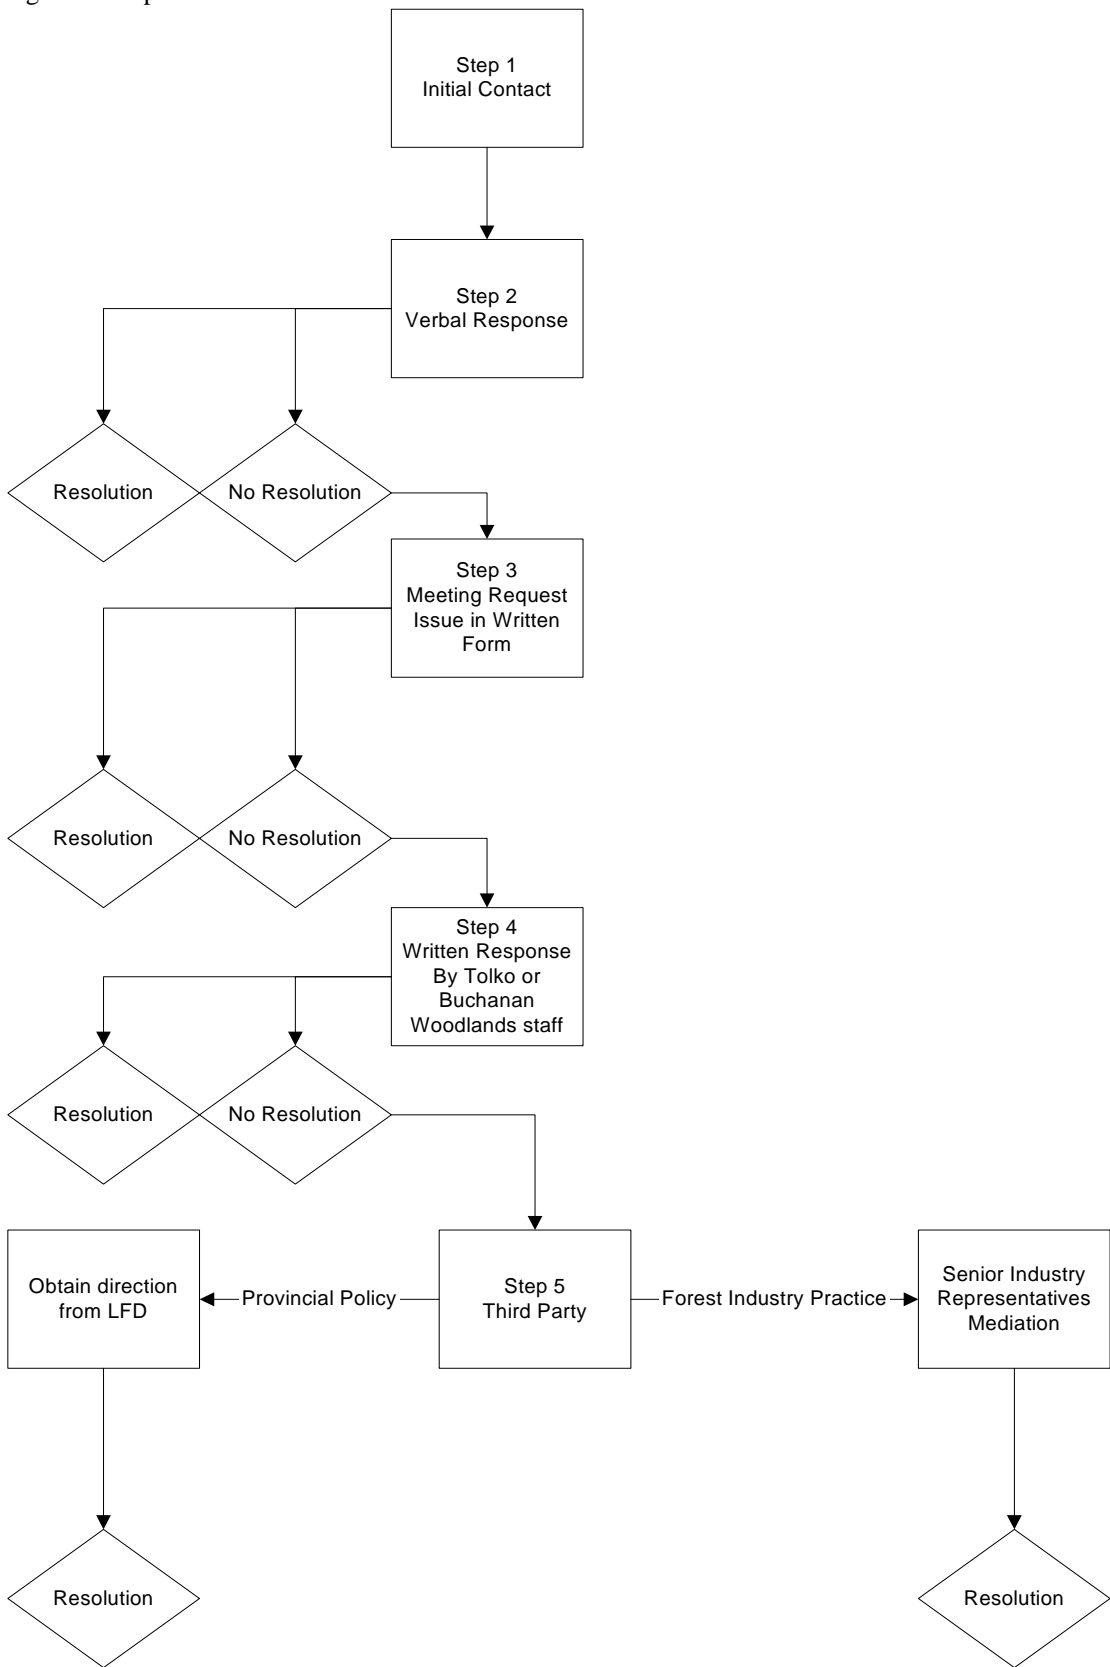 Step 1
Initial Contact
Step 2
Verbal Response
Resolution
No Resolution
Step 3
Meeting Request
Issue in Written
Form
Resolution
No Resolution
Step 4
Written Response
By Tolko or
Buchanan
Woodlands staff
Resolution
No Resolution
Obtain direction
from LFD
Provincial Policy
Step 5
Third Party
Forest Industry Practice
Senior Industry
Representatives
Mediation
Resolution
Resolution